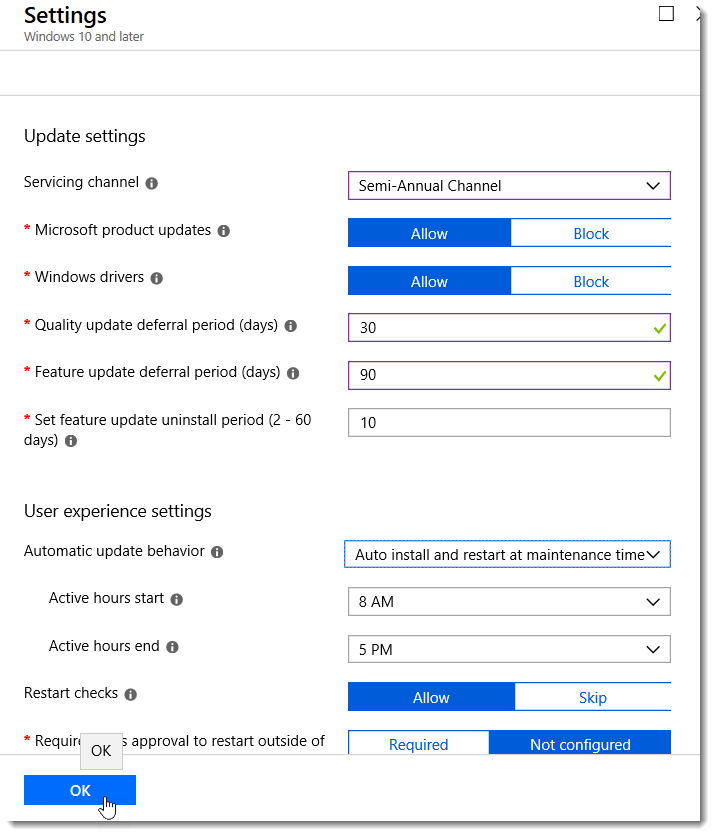 Settings
Windows 10 and later
Update settings
Servicing channel
Semi-Annual Channel
* Microsoft product updates
Allow
Block
* Windows drivers
Allow
Block
* Quality update deferral period (days)
30
* Feature update deferral period (days)
90
* Set feature update uninstall period (2 - 60
days)
10
User experience settings
Automatic update behavior
Auto install and restart at maintenance time
Active hours start
8 AM
Active hours end
5 PM
Restart checks
Allow
Skip
* approval to restart outside of
Required
Not configured
OK
OK